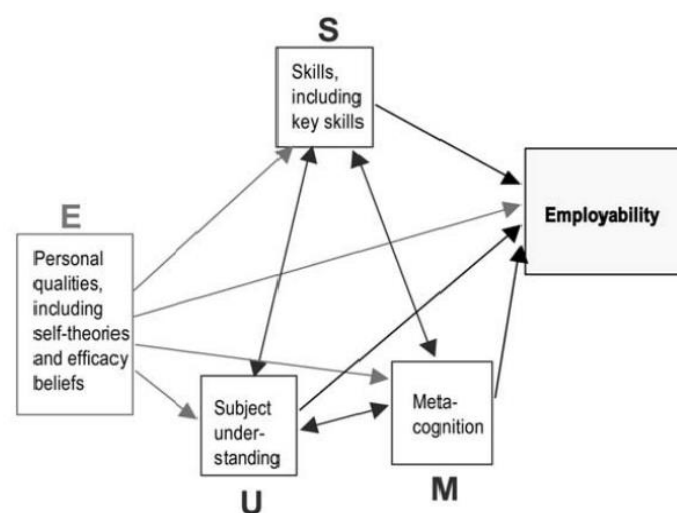 S
Skills,
including
key skills
Employability
E
Personal
qualities,
including
self-theories
and efficacy
beliefs
Subject
under-
standing
U
Meta-
cognition
M